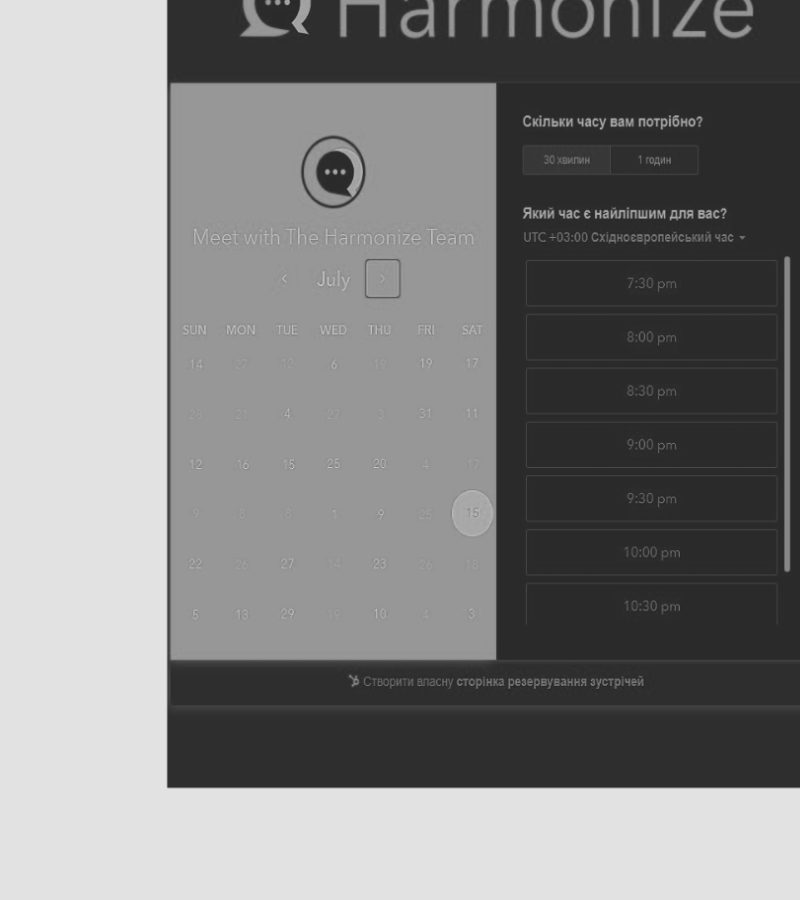 Harmonize
Meet with The Harmonize Team
July
SUN MON TUE WED THU FRI SAT
14 12 6 19 19 17
21 4 27 3 31 11
12 16 15 25 20 4 17
9 8 8 1 9 25 15
22 26 27 14 23 26 18
5 13 29 19 10 4 3
Скільки часу вам потрібно?
30 хвилин 1 годин
Який час є найліпшим для вас?
UTC +03:00 Східноєвропейський час
7:30 pm
8:00 pm
8:30 pm
9:00 pm
9:30 pm
10:00 pm
10:30 pm
Створити власну сторінка резервування зустрічей